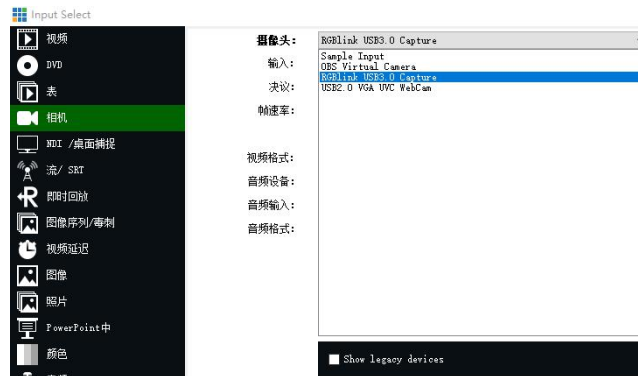 Input Select
视频
DVD
表
相机
NDI /桌面捕捉
流/ SRT
即时回放
图像序列/毒刺
视频延迟
图像
照片
PowerPoint中
颜色
摄像头:
RGBlink USB3.0 Capture
输入:
决议:
帧速率:
视频格式:
音频设备:
音频输入:
音频格式:
Sample Input
OBS Virtual Camera
RGBlink USB3.0 Capture
USB2.0 VGA UVC WebCam
Show legacy devices